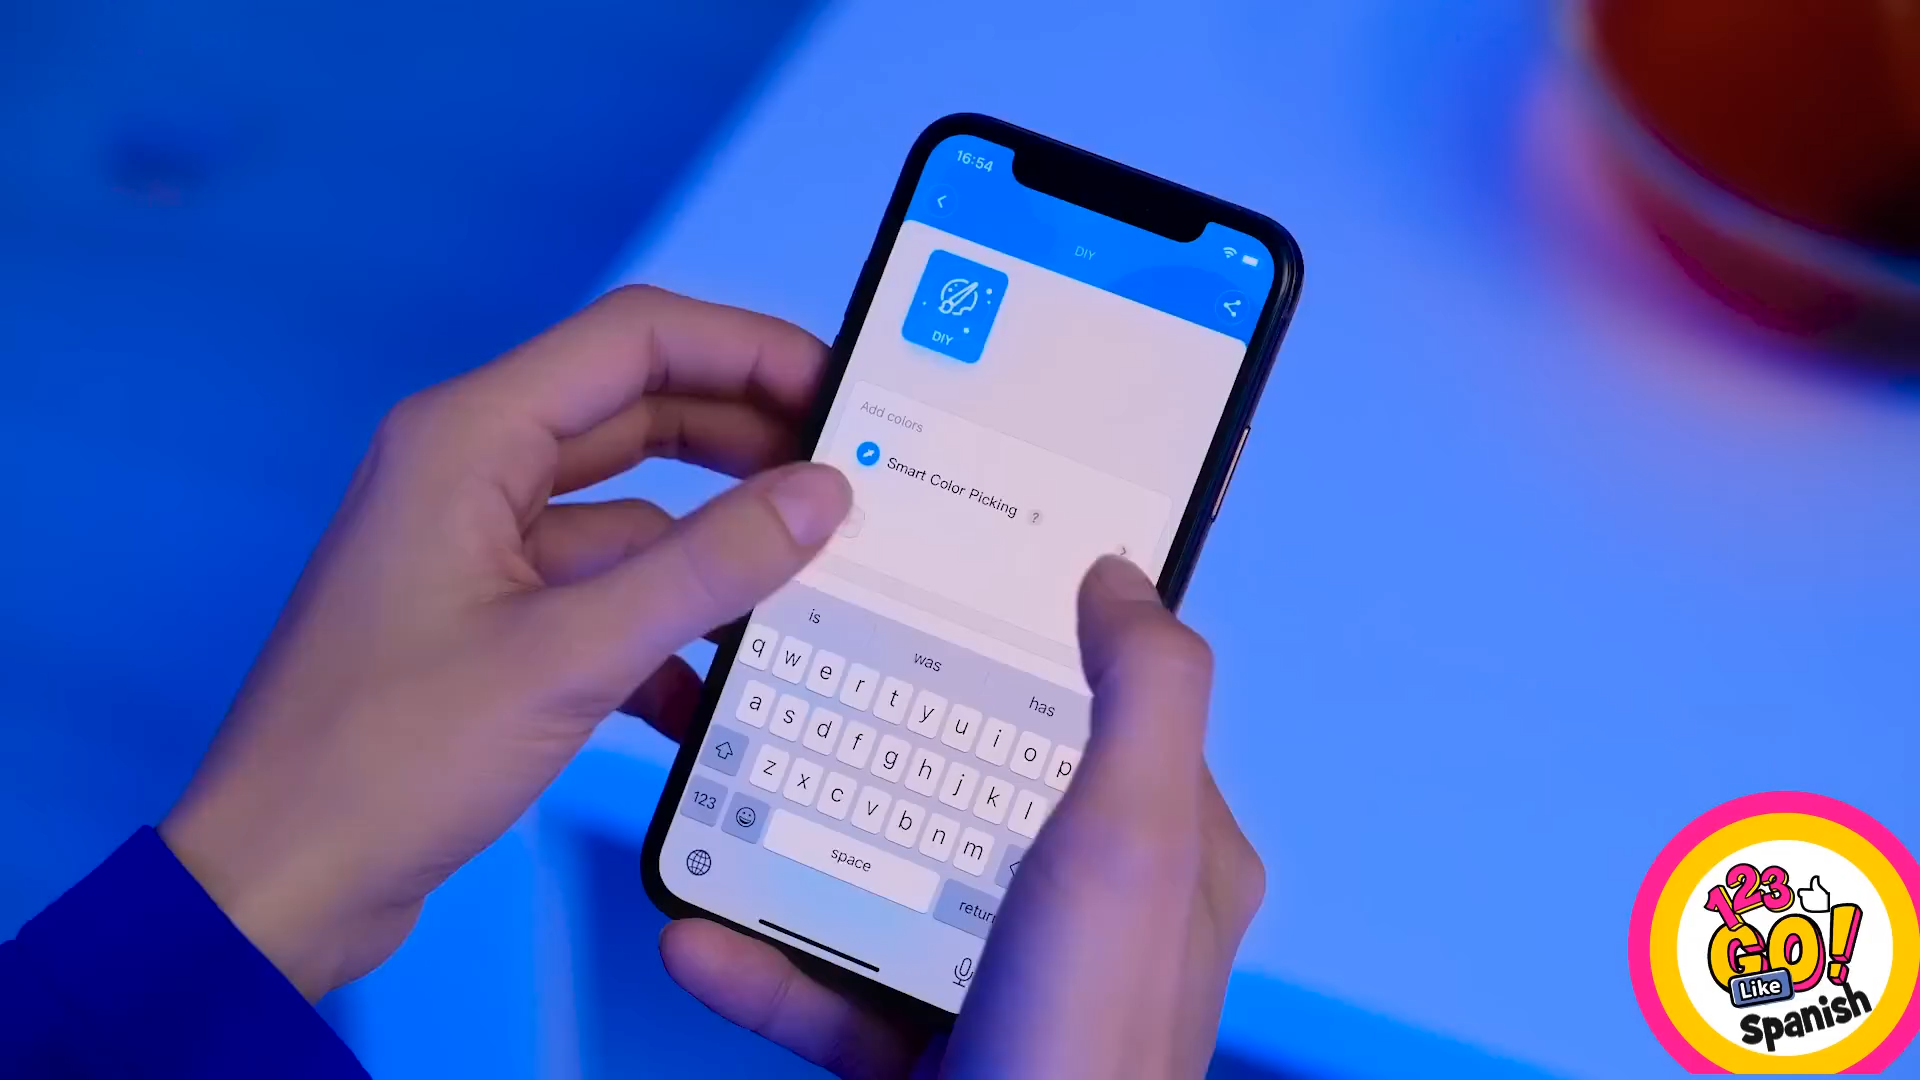 16:54
DIY
DIY
Add colors
Smart Color Picking ?
is was has
q w e r t y u i o p
a s d f g h j k l
z x c v b n m
123
space
123
GO!
Like
Spanish